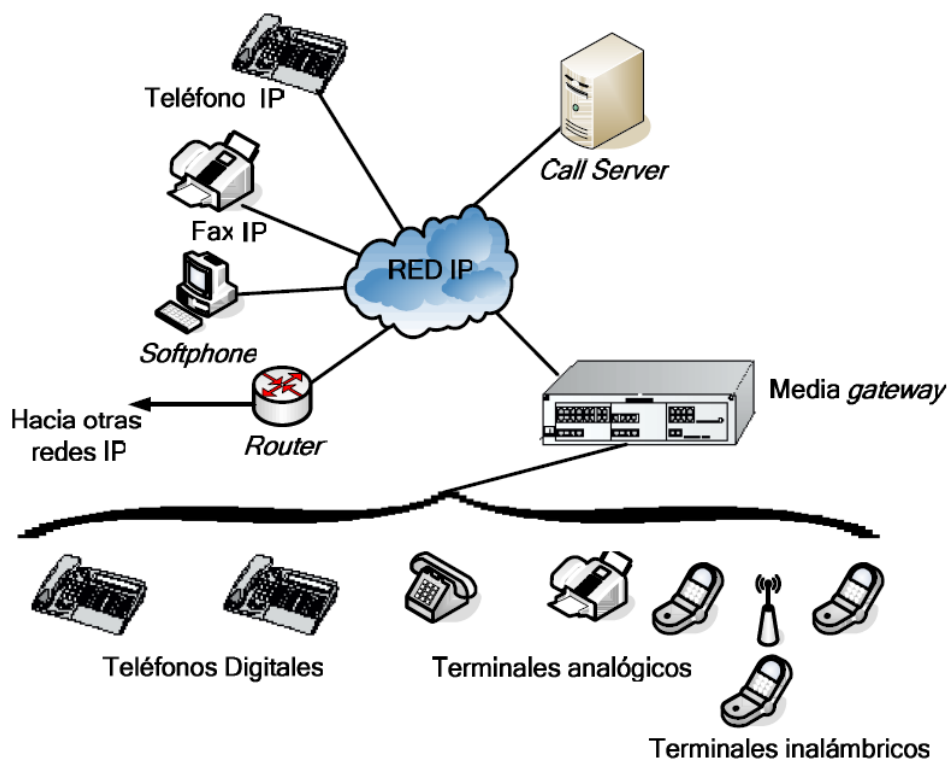 Teléfono IP
Call Server
Fax IP
RED IP
Softphone
Media gateway
Hacia otras
redes IP
Router
Teléfonos Digitales
Terminales analógicos
Terminales inalámbricos